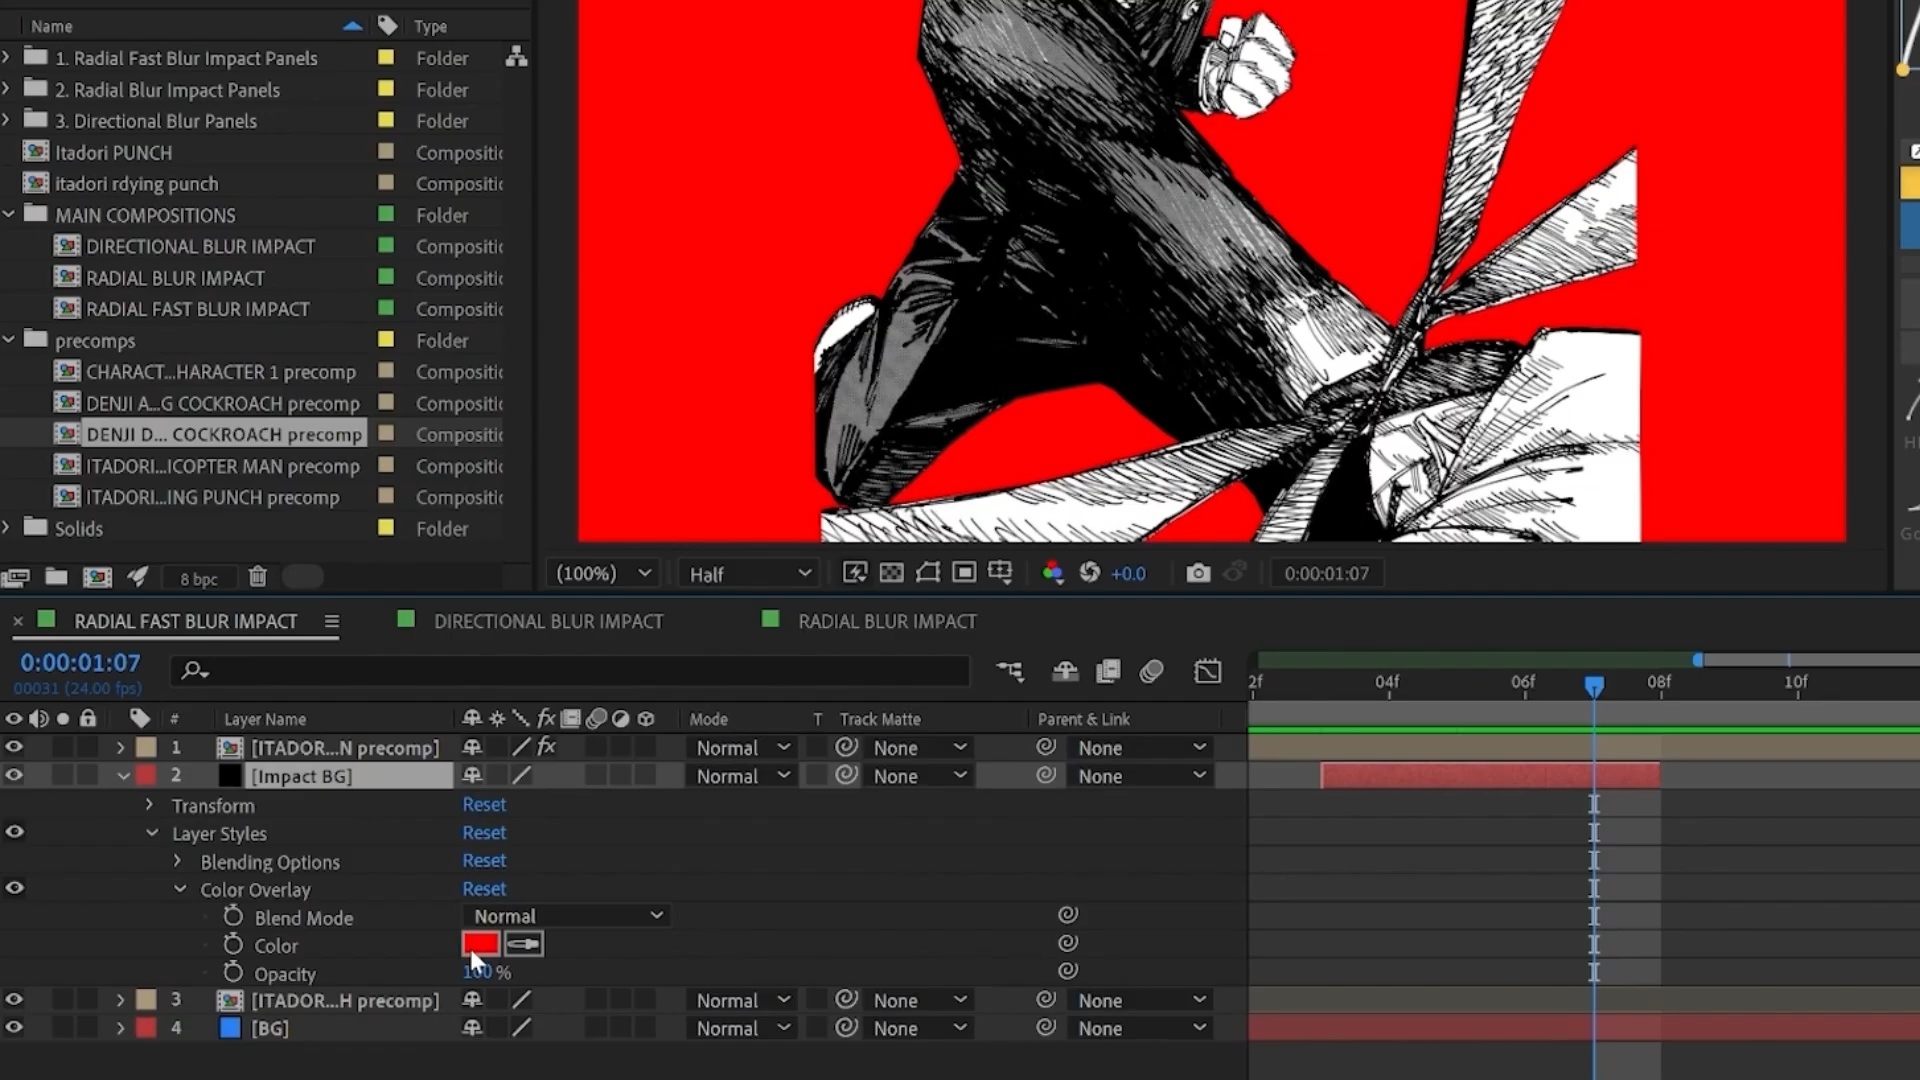 Name Type
1. Radial Fast Blur Impact Panels Folder
2. Radial Blur Impact Panels Folder
3. Directional Blur Panels Folder
Itadori PUNCH Compositic
itadori rdying punch Compositic
MAIN COMPOSITIONS Folder
DIRECTIONAL BLUR IMPACT Compositic
RADIAL BLUR IMPACT Compositic
RADIAL FAST BLUR IMPACT Compositic
precomps Folder
CHARACT...HARACTER 1 precomp Compositic
DENJI A...G COCKROACH precomp Compositic
DENJI D... COCKROACH precomp Compositic
ITADORI...ICOPTER MAN precomp Compositic
ITADORI...ING PUNCH precomp Compositic
Solids Folder
8 bpc
(100%) Half +0.0 0:00:01:07
RADIAL FAST BLUR IMPACT DIRECTIONAL BLUR IMPACT RADIAL BLUR IMPACT
0:00:01:07
00031 (24.00 fps)
2f 04f 06f 08f 10f
# Layer Name fx Mode T Track Matte Parent & Link
1 [ITADOR...N precomp] fx Normal None None
2 [Impact BG] Normal None None
Transform Reset
Layer Styles Reset
Blending Options Reset
Color Overlay Reset
Blend Mode Normal
Color
Opacity 100 %
3 [ITADOR...H precomp] Normal None None
4 [BG] Normal None None